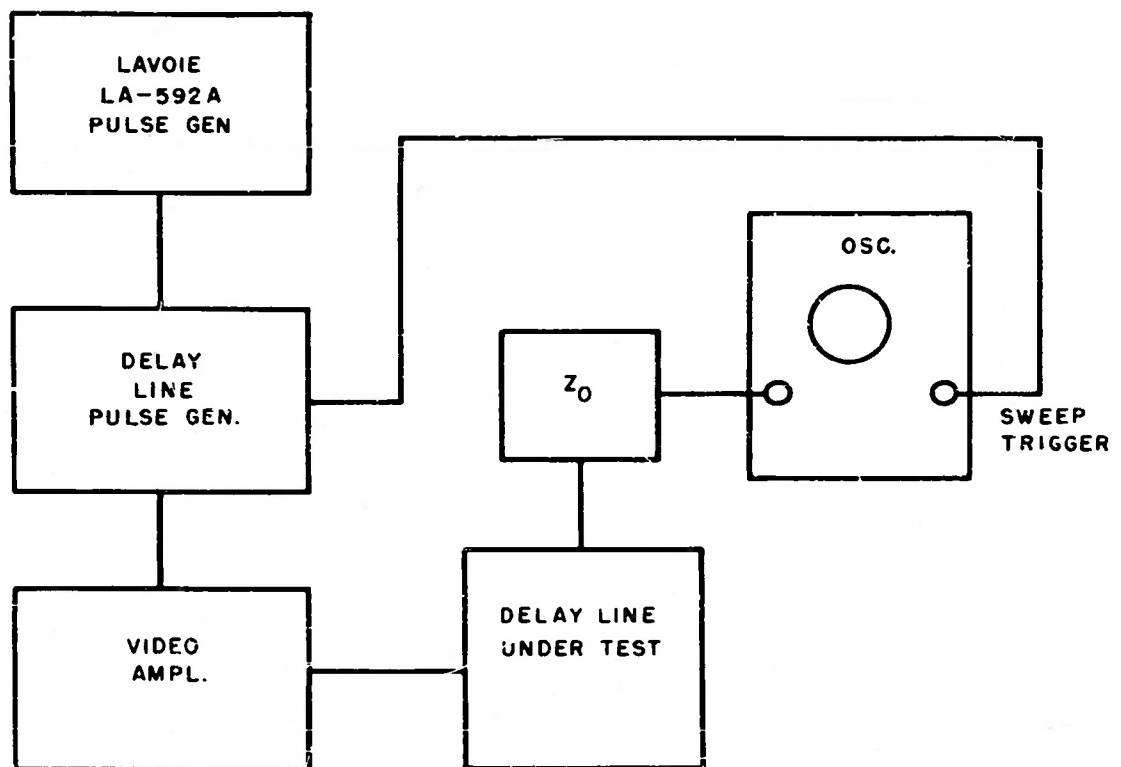 LAVOIE
LA-592A
PULSE GEN
DELAY
LINE
PULSE GEN.
VIDEO
AMPL.
DELAY LINE
UNDER TEST
Z0
OSC.
SWEEP
TRIGGER